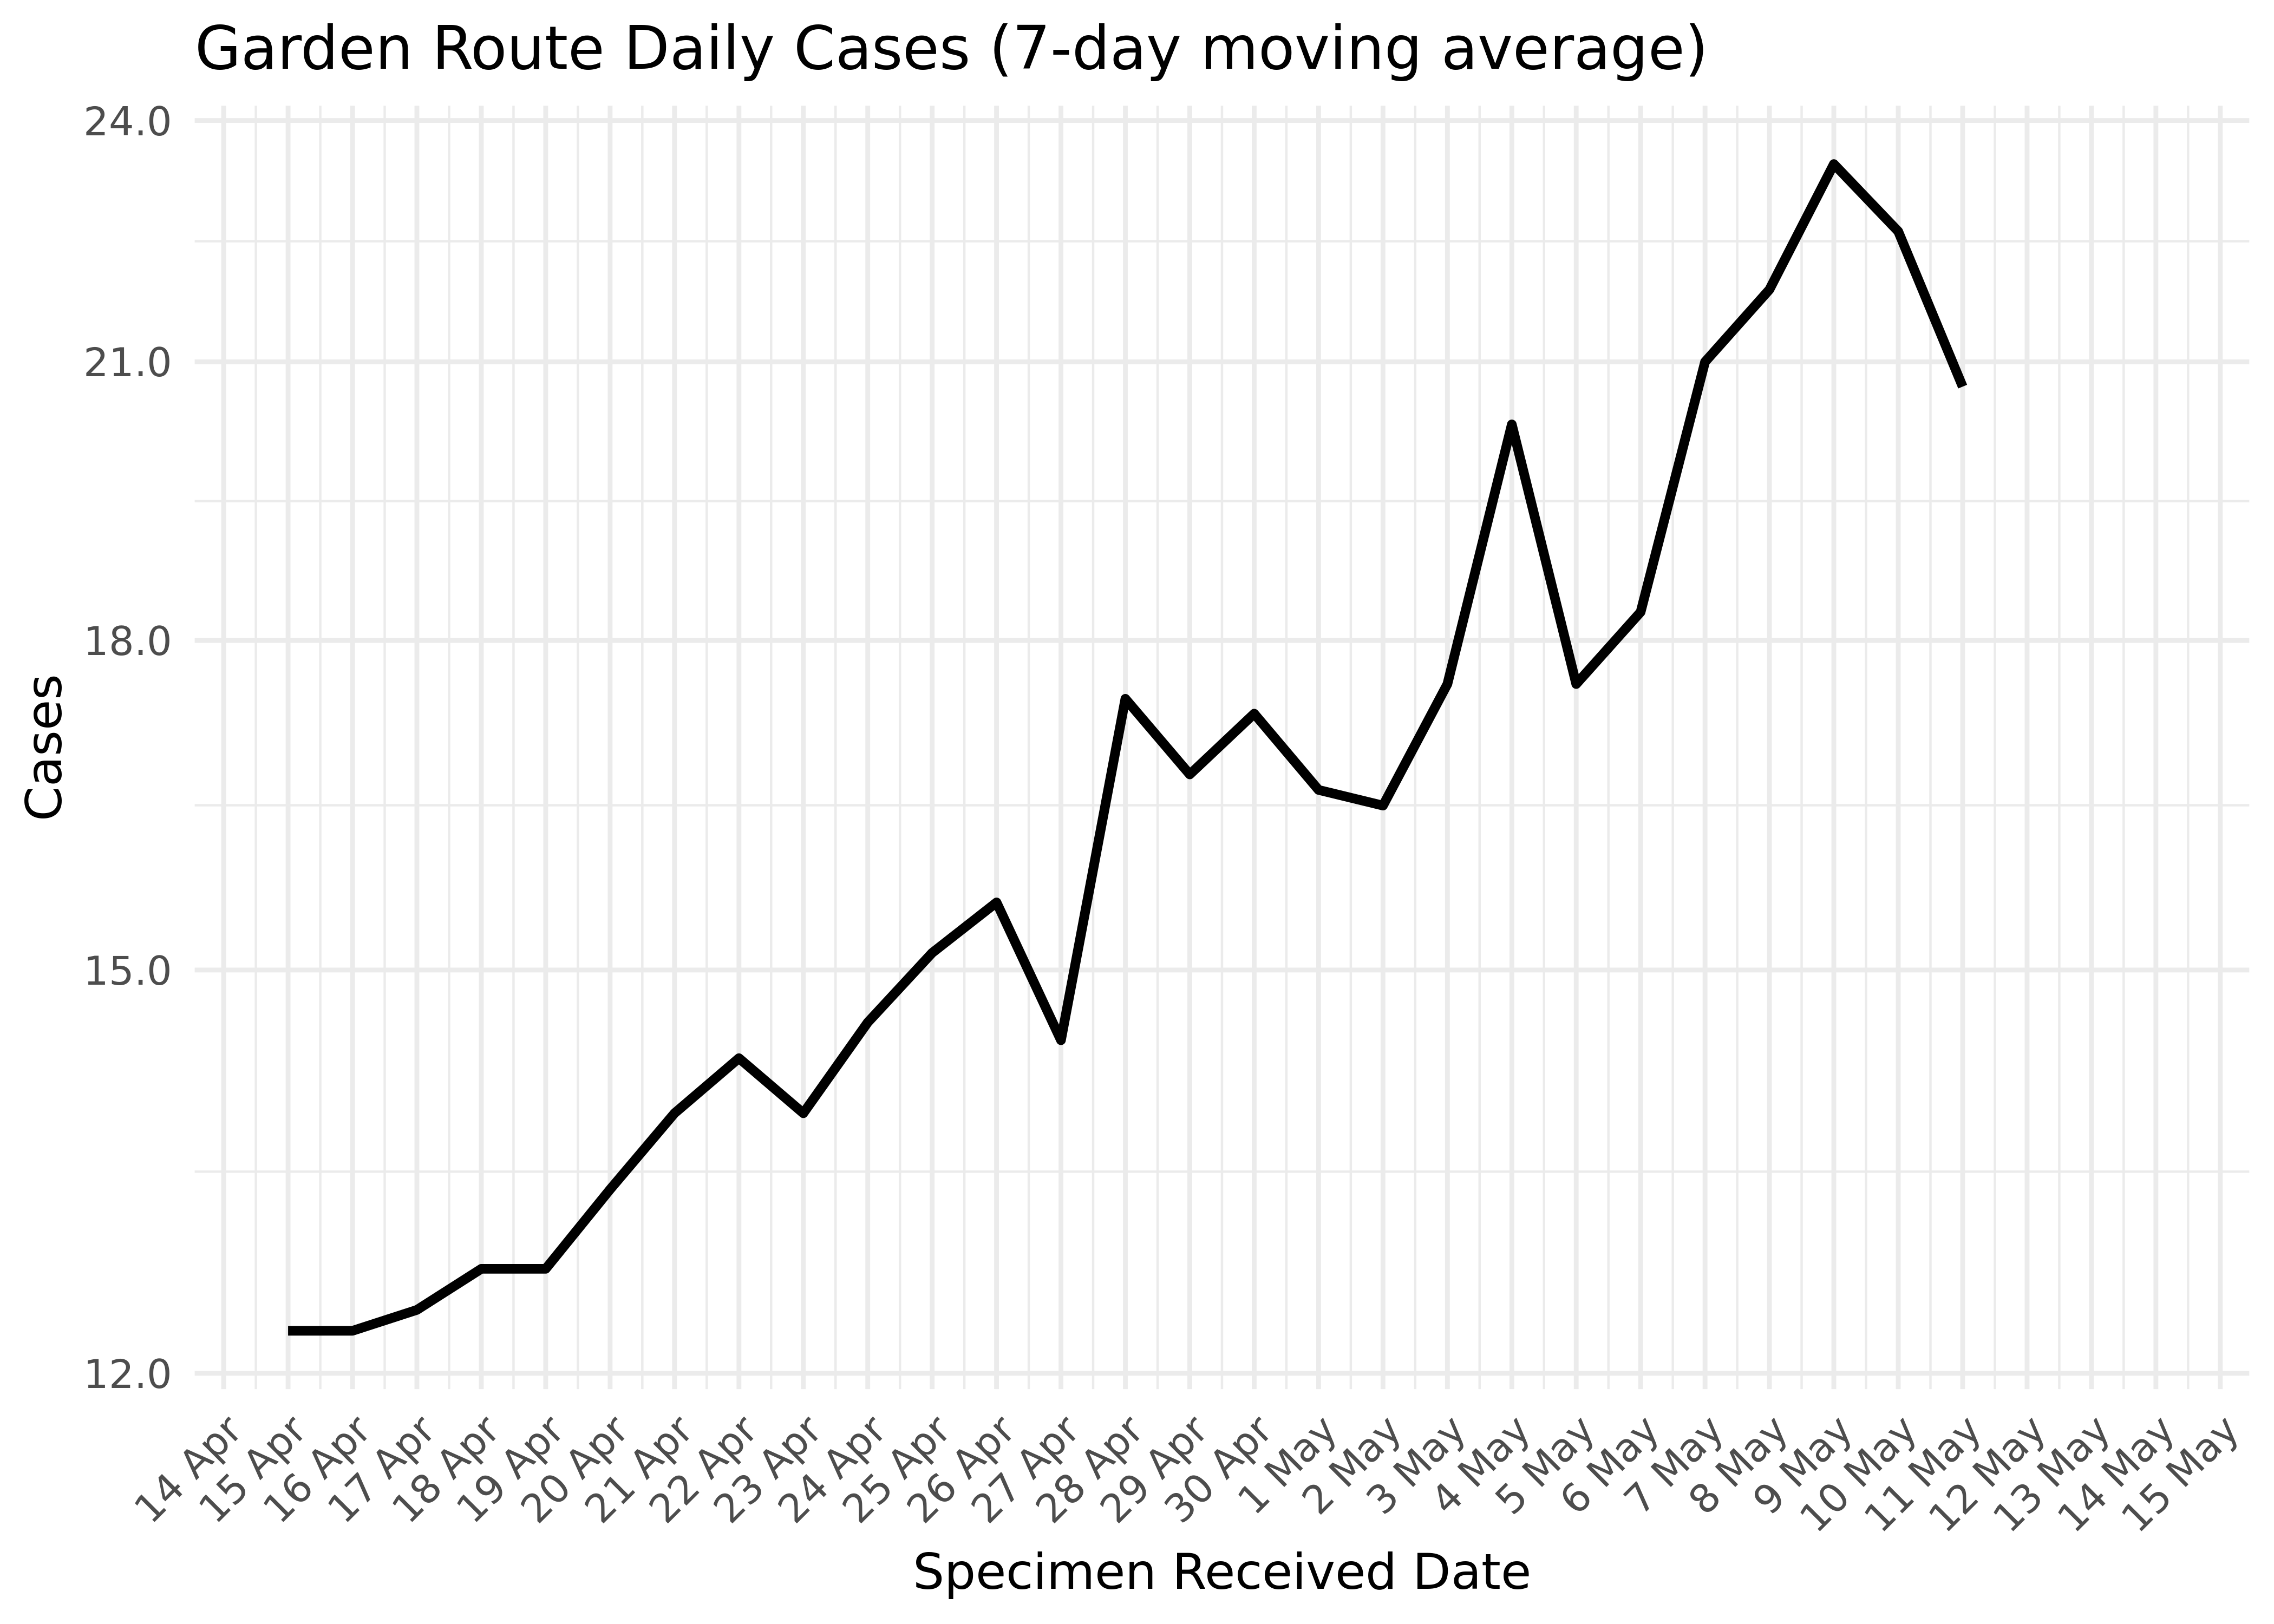 Garden Route Daily Cases (7-day moving average)
24.0
21.0
18.0
15.0
12.0
Cases
14 Apr
15 Apr
16 Apr
17 Apr
18 Apr
19 Apr
20 Apr
21 Apr
22 Apr
23 Apr
24 Apr
25 Apr
26 Apr
27 Apr
28 Apr
29 Apr
30 Apr
1 May
2 May
3 May
4 May
5 May
6 May
7 May
8 May
9 May
10 May
11 May
12 May
13 May
14 May
15 May
Specimen Received Date